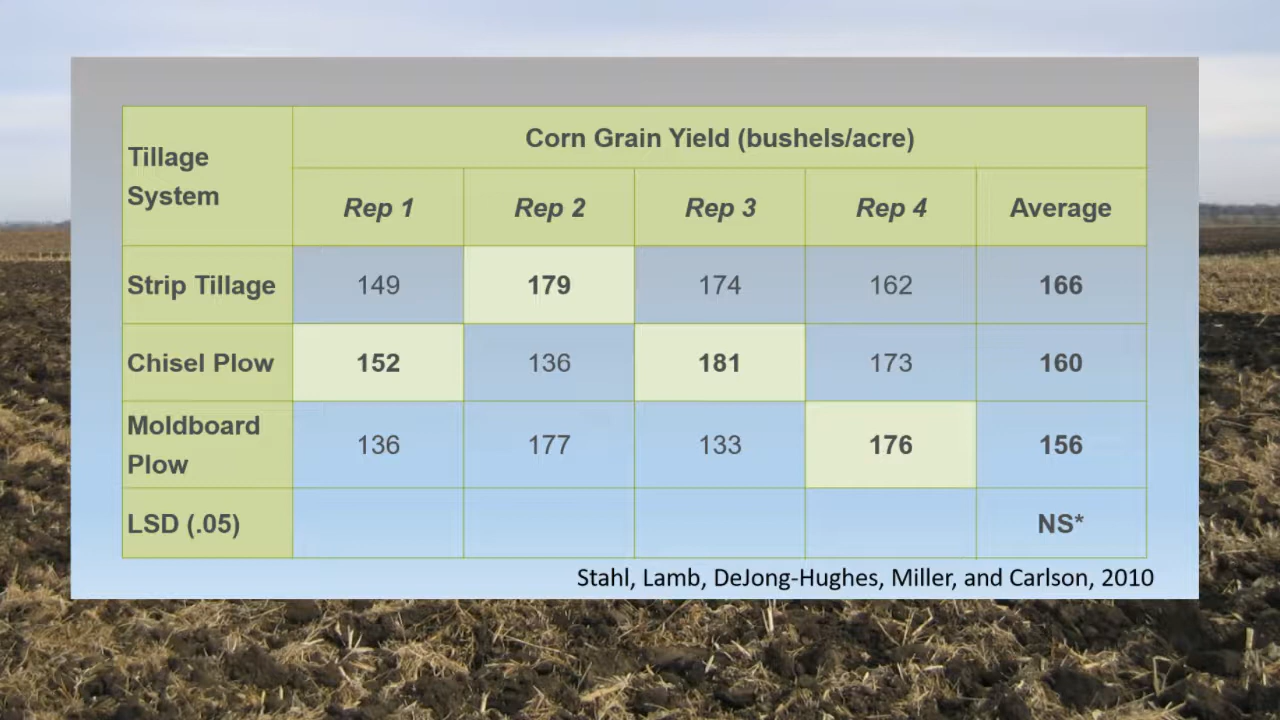 Tillage System
Corn Grain Yield (bushels/acre)
Rep 1 Rep 2 Rep 3 Rep 4 Average
Strip Tillage 149 179 174 162 166
Chisel Plow 152 136 181 173 160
Moldboard Plow 136 177 133 176 156
LSD (.05) NS*
Stahl, Lamb, DeJong-Hughes, Miller, and Carlson, 2010